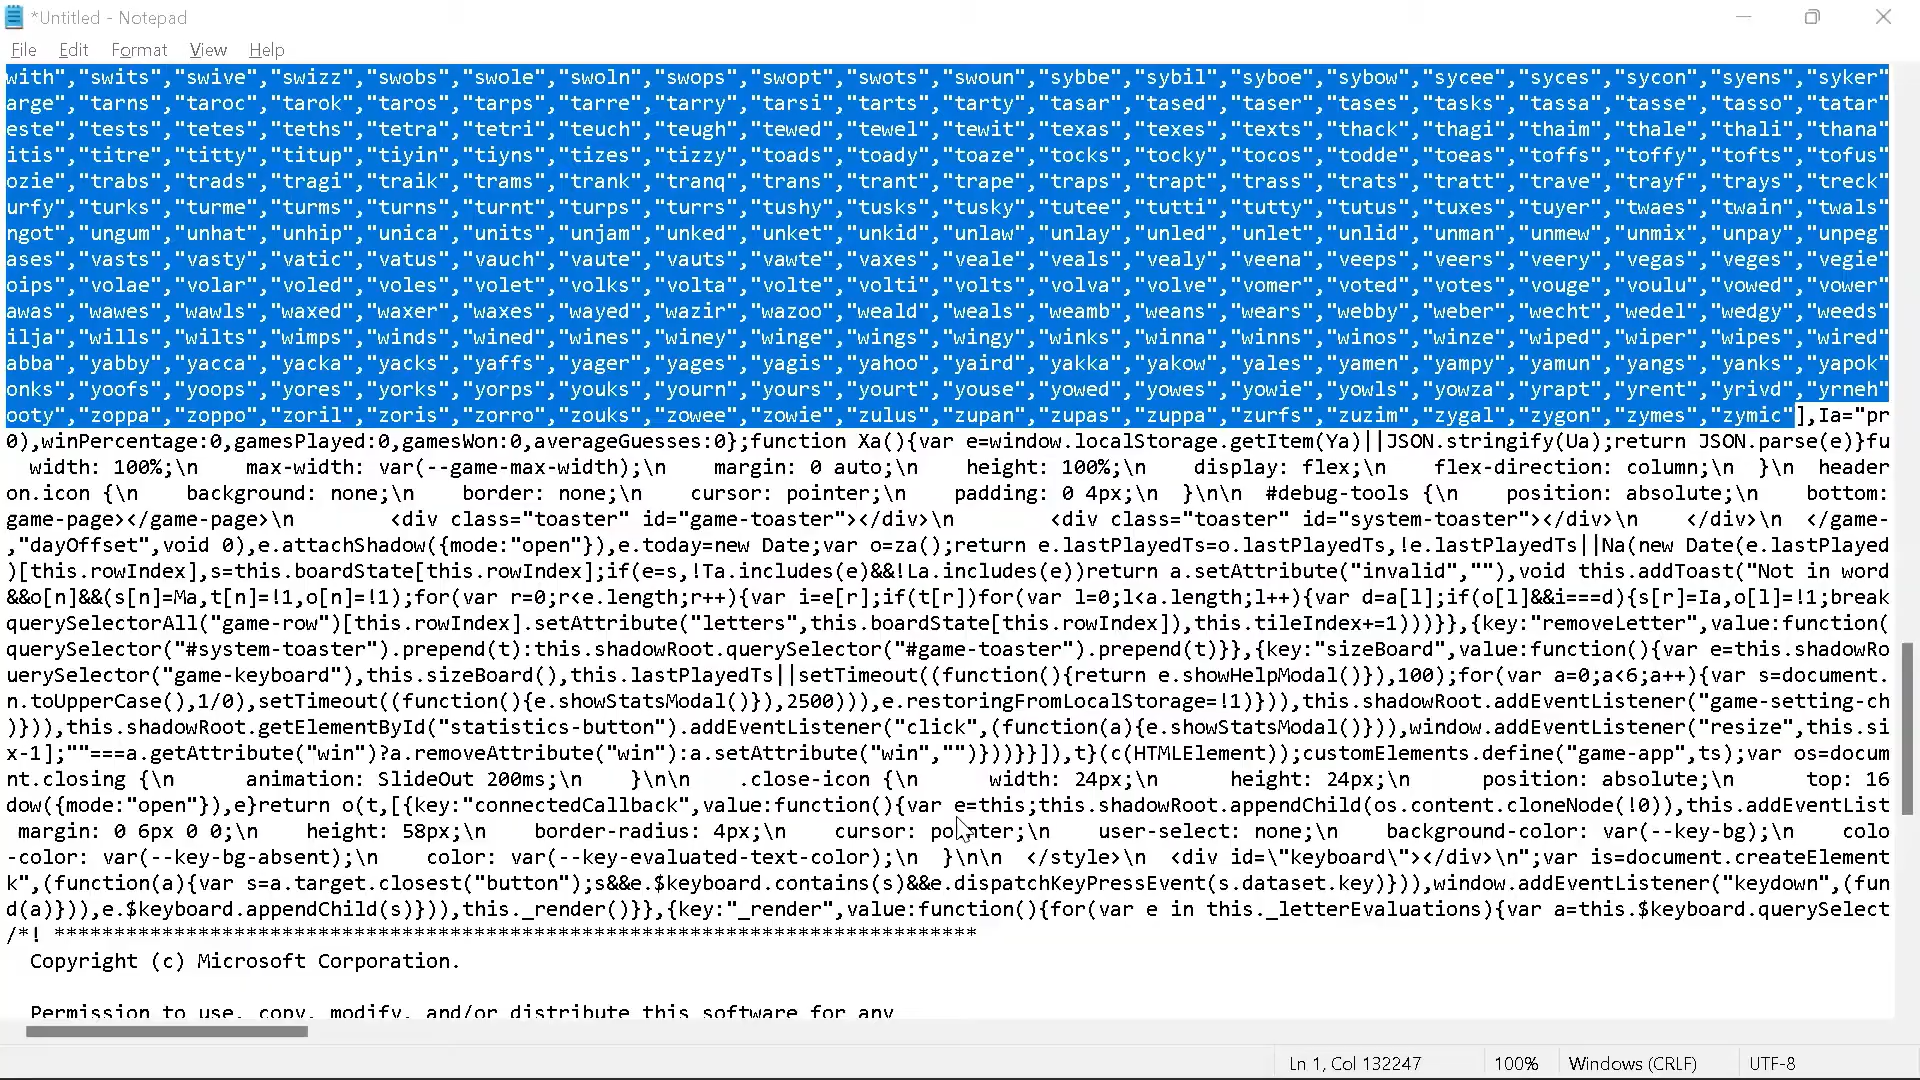 *Untitled - Notepad
File Edit Format View Help
with","swits","swive","swizz","swobs","swole","swoln","swops","swopt","swots","swoun","sybbe","sybil","syboe","sybow","sycee","syces","sycon","syens","syker"
arge","tarns","taroc","tarok","taros","tarps","tarre","tarry","tarsi","tarts","tarty","tasar","tased","taser","tases","tasks","tassa","tasse","tasso","tatar"
este","tests","tetes","teths","tetra","tetri","teuch","teugh","tewed","tewel","tewit","texas","texes","texts","thack","thagi","thaim","thale","thali","thana"
itis","titre","titty","titup","tiyin","tiyns","tizes","tizzy","toads","toady","toaze","tocks","tocky","tocos","todde","toeas","toffs","toffy","tofts","tofus"
ozie","trabs","trads","tragi","traik","trams","trank","tranq","trans","trant","trape","traps","trapt","trass","trats","tratt","trave","trayf","trays","treck"
urfy","turks","turme","turms","turns","turnt","turps","turrs","tushy","tusks","tusky","tutee","tutti","tutty","tutus","tuxes","tuyer","twaes","twain","twals"
ngot","ungum","unhat","unhip","unica","units","unjam","unked","unket","unkid","unlaw","unlay","unled","unlet","unlid","unman","unmew","unmix","unpay","unpeg"
ases","vasts","vasty","vatic","vatus","vauch","vaute","vauts","vawte","vaxes","veale","veals","vealy","veena","veeps","veers","veery","vegas","veges","vegie"
oips","volae","volar","voled","voles","volet","volks","volta","volte","volti","volts","volva","volve","vomer","voted","votes","vouge","voulu","vowed","vower"
awas","wawes","wawls","waxed","waxer","waxes","wayed","wazir","wazoo","weald","weals","weamb","weans","wears","webby","weber","wecht","wedel","wedgy","weeds"
ilja","wills","wilts","wimps","winds","wined","wines","winey","winge","wings","wingy","winks","winna","winns","winos","winze","wiped","wiper","wipes","wired"
abba","yabby","yacca","yacka","yacks","yaffs","yager","yages","yagis","yahoo","yaird","yakka","yakow","yales","yamen","yampy","yamun","yangs","yanks","yapok"
onks","yoofs","yoops","yores","yorks","yorps","youks","yourn","yours","yourt","youse","yowed","yowes","yowie","yowls","yowza","yrapt","yrent","yrivd","yrneh"
ooty","zoppa","zoppo","zoril","zoris","zorro","zouks","zowee","zowie","zulus","zupan","zupas","zuppa","zurfs","zuzim","zygal","zygon","zymes","zymic"],Ia="pr
0),winPercentage:0,gamesPlayed:0,gamesWon:0,averageGuesses:0};function Xa(){var e=window.localStorage.getItem(Ya)||JSON.stringify(Ua);return JSON.parse(e)}fu
width: 100%;\n max-width: var(--game-max-width);\n margin: 0 auto;\n height: 100%;\n display: flex;\n flex-direction: column;\n }\n header
on.icon {\n background: none;\n border: none;\n cursor: pointer;\n padding: 0 4px;\n }\n\n #debug-tools {\n position: absolute;\n bottom:
game-page></game-page>\n <div class="toaster" id="game-toaster"></div>\n <div class="toaster" id="system-toaster"></div>\n </div>\n </game-
,"dayOffset",void 0),e.attachShadow({mode:"open"}),e.today=new Date;var o=za();return e.lastPlayedTs=o.lastPlayedTs,!e.lastPlayedTs||Na(new Date(e.lastPlayed
)[this.rowIndex],s=this.boardState[this.rowIndex];if(e=s,!Ta.includes(e)&&!La.includes(e))return a.setAttribute("invalid",""),void this.addToast("Not in word
&&o[n]&&(s[n]=Ma,t[n]=!1,o[n]=!1);for(var r=0;r<e.length;r++){var i=e[r];if(t[r])for(var l=0;l<a.length;l++){var d=a[l];if(o[l]&&i===d){s[r]=Ia,o[l]=!1;break
querySelectorAll("game-row")[this.rowIndex].setAttribute("letters",this.boardState[this.rowIndex]),this.tileIndex+=1)))}},{key:"removeLetter",value:function(
querySelector("#system-toaster").prepend(t):this.shadowRoot.querySelector("#game-toaster").prepend(t)}},{key:"sizeBoard",value:function(){var e=this.shadowRo
uerySelector("game-keyboard"),this.sizeBoard(),this.lastPlayedTs||setTimeout((function(){return e.showHelpModal()}),100);for(var a=0;a<6;a++){var s=document.
n.toUpperCase(),1/0),setTimeout((function(){e.showStatsModal()}),2500))),e.restoringFromLocalStorage=!1)})),this.shadowRoot.addEventListener("game-setting-ch
)})),this.shadowRoot.getElementById("statistics-button").addEventListener("click",(function(a){e.showStatsModal()})),window.addEventListener("resize",this.si
x-1];""===a.getAttribute("win")?a.removeAttribute("win"):a.setAttribute("win","")}))}}]),t}(c(HTMLElement));customElements.define("game-app",ts);var os=docum
nt.closing {\n animation: SlideOut 200ms;\n }\n\n .close-icon {\n width: 24px;\n height: 24px;\n position: absolute;\n top: 16
dow({mode:"open"}),e}return o(t,[{key:"connectedCallback",value:function(){var e=this;this.shadowRoot.appendChild(os.content.cloneNode(!0)),this.addEventList
margin: 0 6px 0 0;\n height: 58px;\n border-radius: 4px;\n cursor: pointer;\n user-select: none;\n background-color: var(--key-bg);\n colo
-color: var(--key-bg-absent);\n color: var(--key-evaluated-text-color);\n }\n\n </style>\n <div id=\"keyboard\"></div>\n";var is=document.createElement
k",(function(a){var s=a.target.closest("button");s&&e.$keyboard.contains(s)&&e.dispatchKeyPressEvent(s.dataset.key)})),window.addEventListener("keydown",(fun
d(a)})),e.$keyboard.appendChild(s)})),this._render()}},{key:"_render",value:function(){for(var e in this._letterEvaluations){var a=this.$keyboard.querySelect
/*! *****************************************************************************
Copyright (c) Microsoft Corporation.
Permission to use, copy, modify, and/or distribute this software for any
Ln 1, Col 132247 100% Windows (CRLF) UTF-8